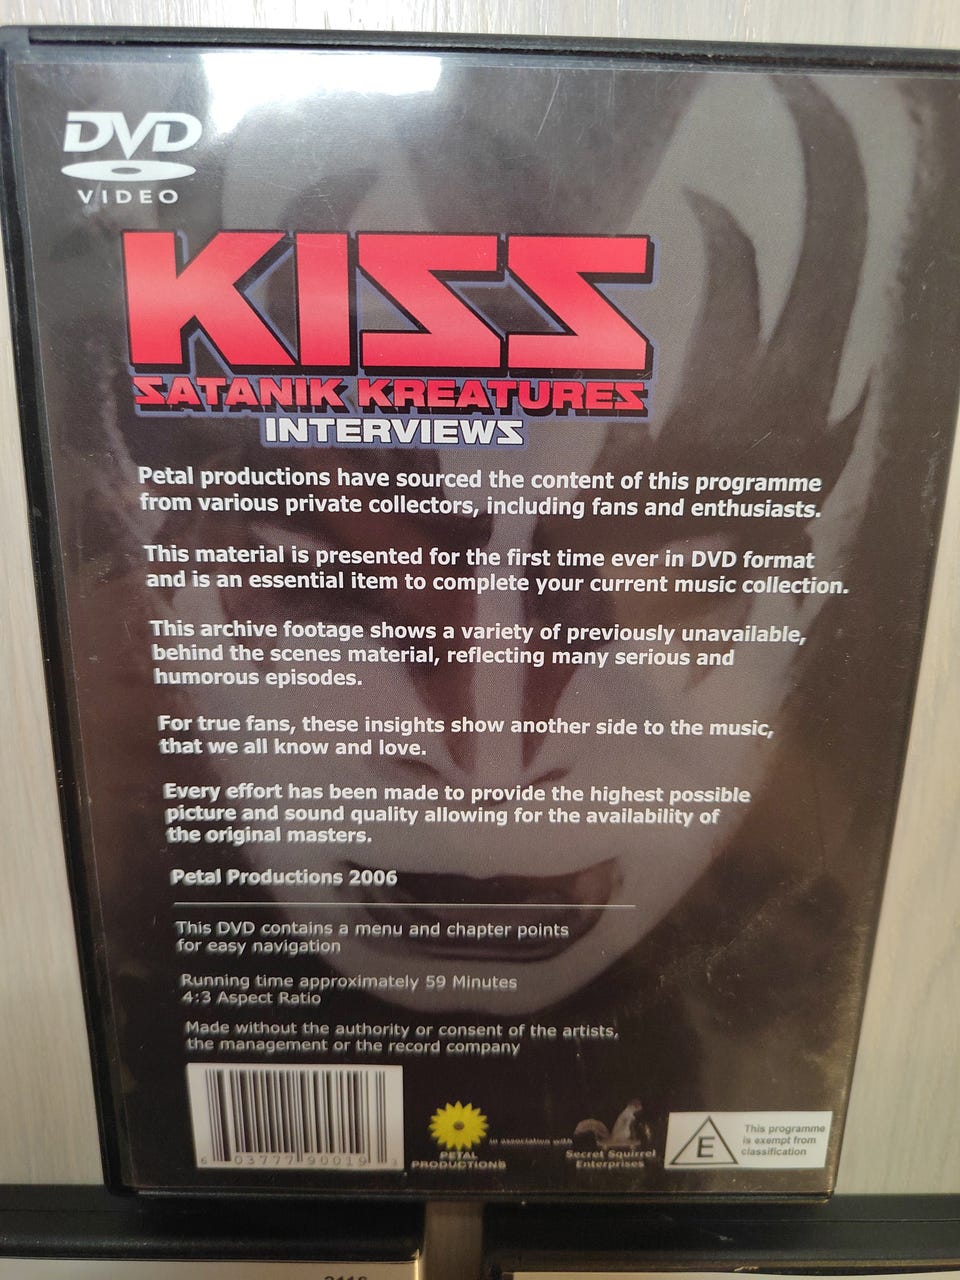 DVD
VIDEO
KISS
SATANIK KREATURES
INTERVIEWS
Petal productions have sourced the content of this programme
from various private collectors, including fans and enthusiasts.
This material is presented for the first time ever in DVD format
and is an essential item to complete your current music collection.
This archive footage shows a variety of previously unavailable,
behind the scenes material, reflecting many serious and
humorous episodes.
For true fans, these insights show another side to the music,
that we all know and love.
Every effort has been made to provide the highest possible
picture and sound quality allowing for the availability of
the original masters.
Petal Productions 2006
This DVD contains a menu and chapter points
for easy navigation
Running time approximately 59 Minutes
4:3 Aspect Ratio
Made without the authority or consent of the artists,
the management or the record company
6 03777 90019
PETAL
PRODUCTIONS
in association with
Secret Squirrel
Enterprises
E
This programme
is exempt from
classification